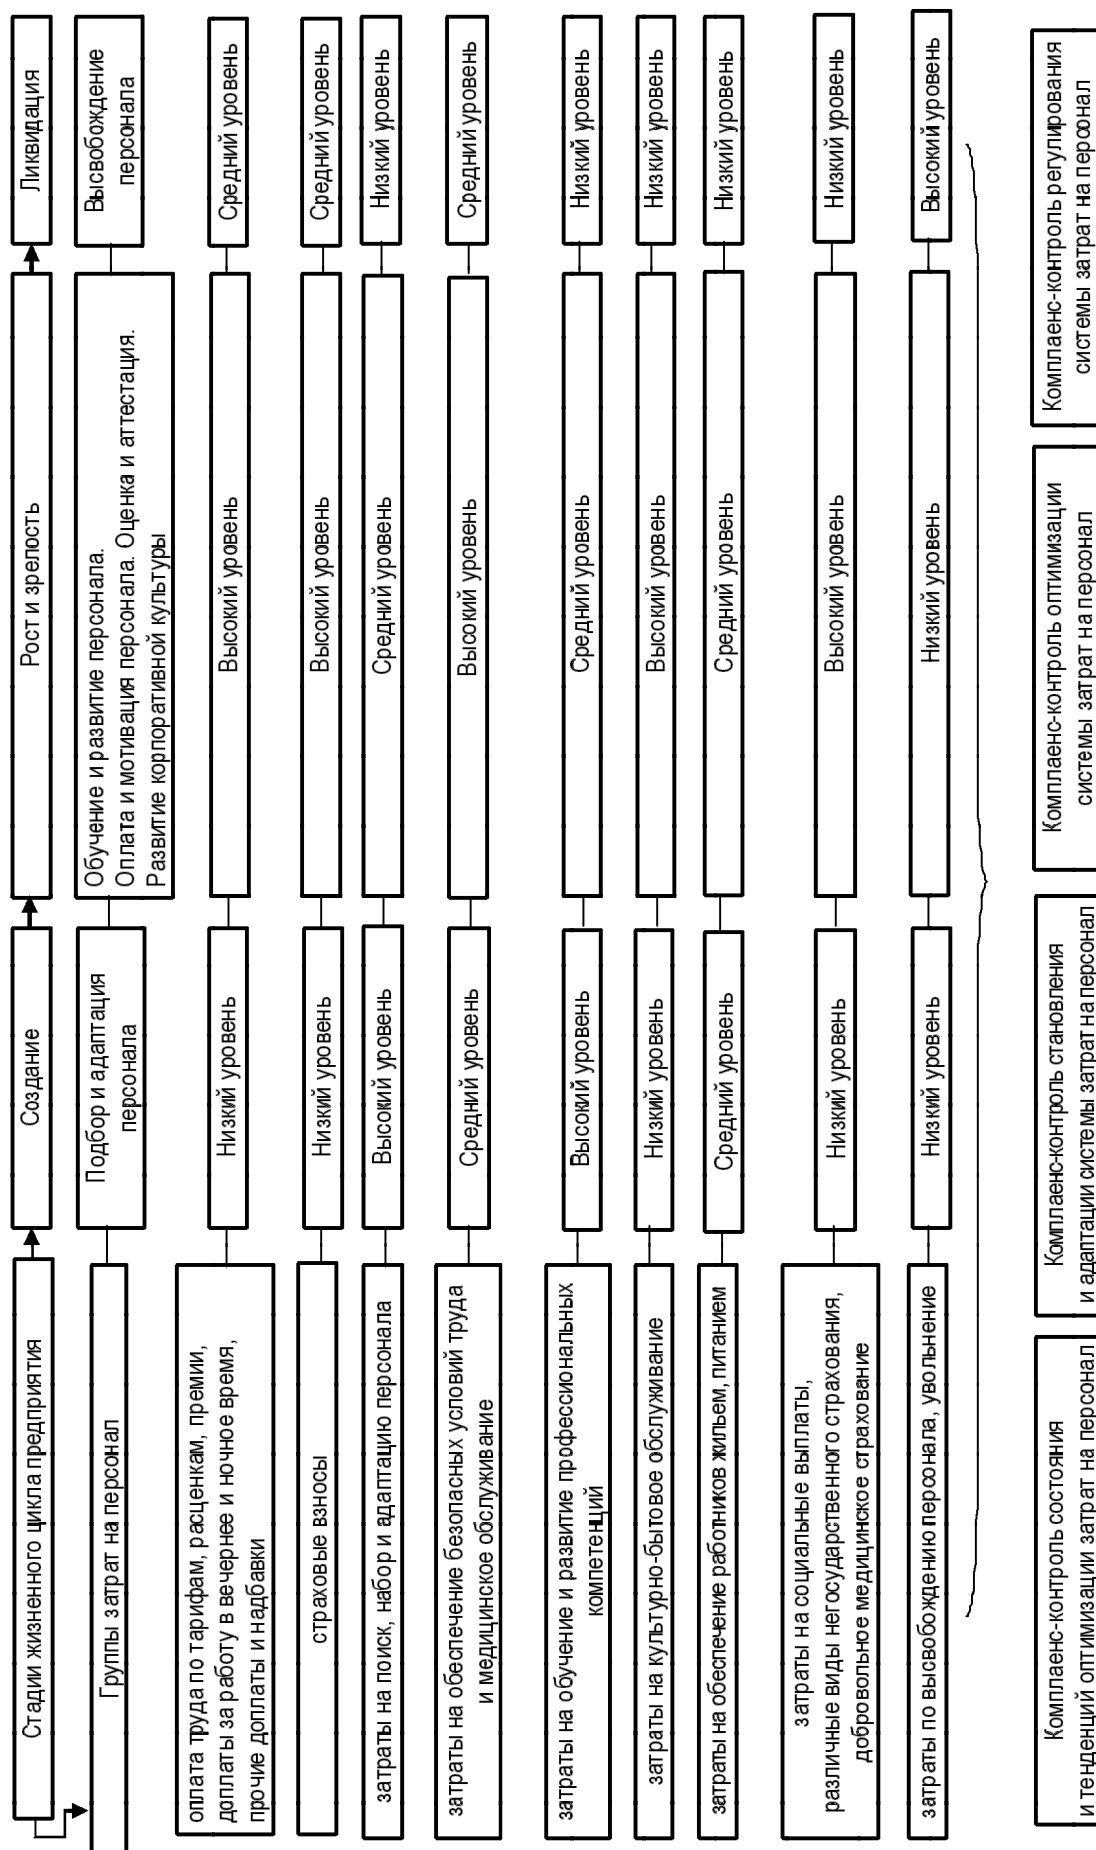 Стадии жизненного цикла предприятия
Создание
Рост и зрелость
Ликвидация
Группы затрат на персонал
Подбор и адаптация
персонала
Обучение и развитие персонала.
Оплата и мотивация персонала. Оценка и аттестация.
Развитие корпоративной культуры
Высвобождение
персонала
оплата труда по тарифам, расценкам, премии,
доплаты за работу в вечернее и ночное время,
прочие доплаты и надбавки
Низкий уровень
Высокий уровень
Средний уровень
страховые взносы
Низкий уровень
Высокий уровень
Средний уровень
затраты на поиск, набор и адаптацию персонала
Высокий уровень
Средний уровень
Низкий уровень
затраты на обеспечение безопасных условий труда
и медицинское обслуживание
Средний уровень
Высокий уровень
Средний уровень
затраты на обучение и развитие профессиональных
компетенций
Высокий уровень
Средний уровень
Низкий уровень
затраты на культурно-бытовое обслуживание
Низкий уровень
Высокий уровень
Низкий уровень
затраты на обеспечение работников жильем, питанием
Средний уровень
Средний уровень
Низкий уровень
затраты на социальные выплаты,
различные виды негосударственного страхования,
добровольное медицинское страхование
Низкий уровень
Высокий уровень
Низкий уровень
затраты по высвобождению персонала, увольнение
Низкий уровень
Низкий уровень
Высокий уровень
Комплаенс-контроль состояния
и тенденций оптимизации затрат на персонал
Комплаенс-контроль становления
и адаптации системы затрат на персонал
Комплаенс-контроль оптимизации
системы затрат на персонал
Комплаенс-контроль регулирования
системы затрат на персонал